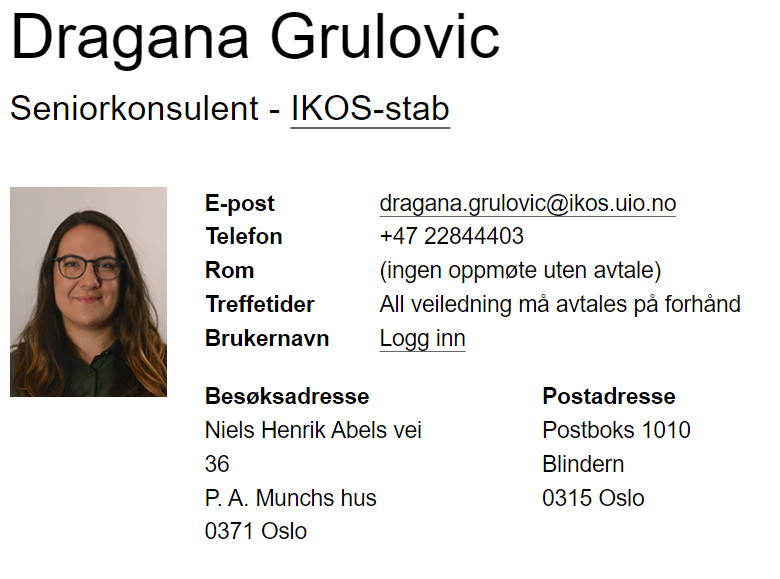 Dragana Grulovic
Seniorkonsulent - IKOS-stab
E-post dragana.grulovic@ikos.uio.no
Telefon +47 22844403
Rom (ingen oppmøte uten avtale)
Treffetider All veiledning må avtales på forhånd
Brukernavn Logg inn
Besøksadresse
Niels Henrik Abels vei
36
P. A. Munchs hus
0371 Oslo
Postadresse
Postboks 1010
Blindern
0315 Oslo